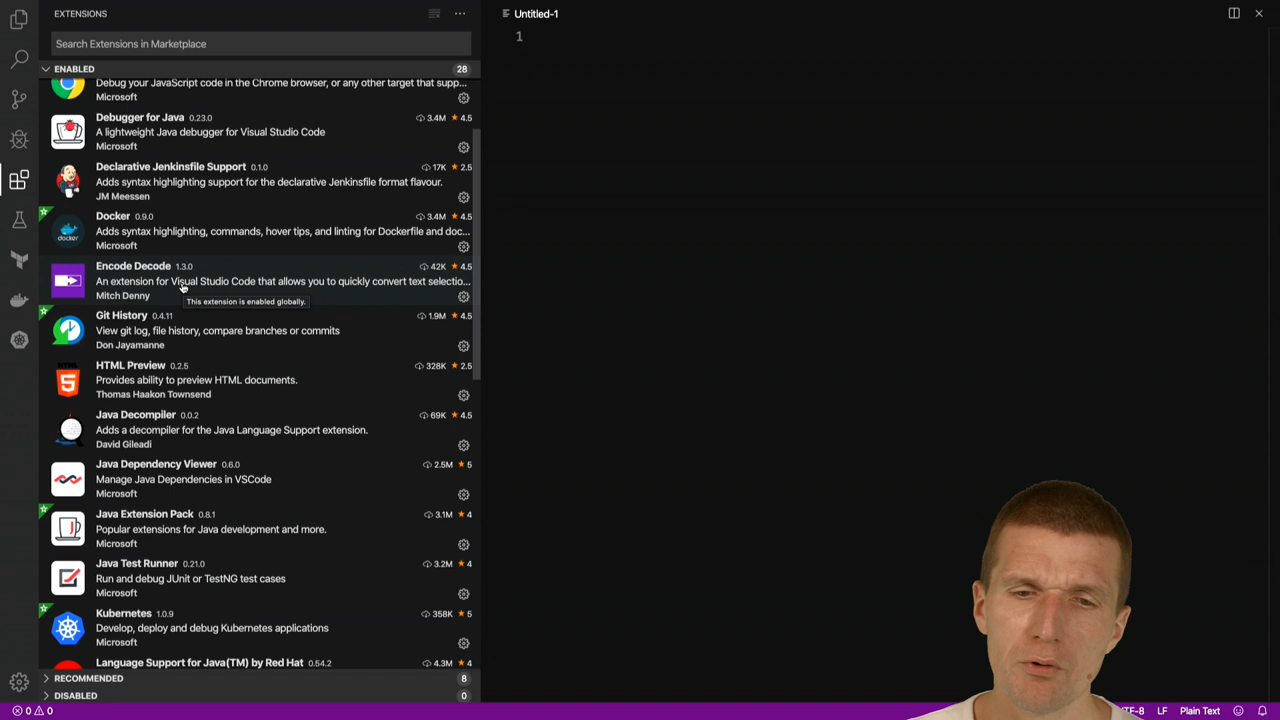 EXTENSIONS
Untitled-1
Search Extensions in Marketplace
1
ENABLED 28
Debug your JavaScript code in the Chrome browser, or any other target that supp...
Microsoft
Debugger for Java 0.23.0 3.4M ★ 4.5
A lightweight Java debugger for Visual Studio Code
Microsoft
Declarative Jenkinsfile Support 0.1.0 17K ★ 2.5
Adds syntax highlighting support for the declarative Jenkinsfile format flavour.
JM Meessen
Docker 0.9.0 3.4M ★ 4.5
docker
Adds syntax highlighting, commands, hover tips, and linting for Dockerfile and doc...
Microsoft
Encode Decode 1.3.0 42K ★ 4.5
An extension for Visual Studio Code that allows you to quickly convert text selectio...
Mitch Denny
This extension is enabled globally.
Git History 0.4.11 1.9M ★ 4.5
View git log, file history, compare branches or commits
Don Jayamanne
HTML Preview 0.2.5 328K ★ 2.5
Provides ability to preview HTML documents.
Thomas Haakon Townsend
Java Decompiler 0.0.2 69K ★ 4.5
Adds a decompiler for the Java Language Support extension.
David Gileadi
Java Dependency Viewer 0.6.0 2.5M ★ 5
Manage Java Dependencies in VSCode
Microsoft
Java Extension Pack 0.8.1 3.1M ★ 4
Popular extensions for Java development and more.
Microsoft
Java Test Runner 0.21.0 3.2M ★ 4
Run and debug JUnit or TestNG test cases
Microsoft
Kubernetes 1.0.9 358K ★ 5
Develop, deploy and debug Kubernetes applications
Microsoft
Language Support for Java(TM) by Red Hat 0.54.2 4.3M ★ 4
RECOMMENDED 8
DISABLED 0
0 0 TF-8 LF Plain Text